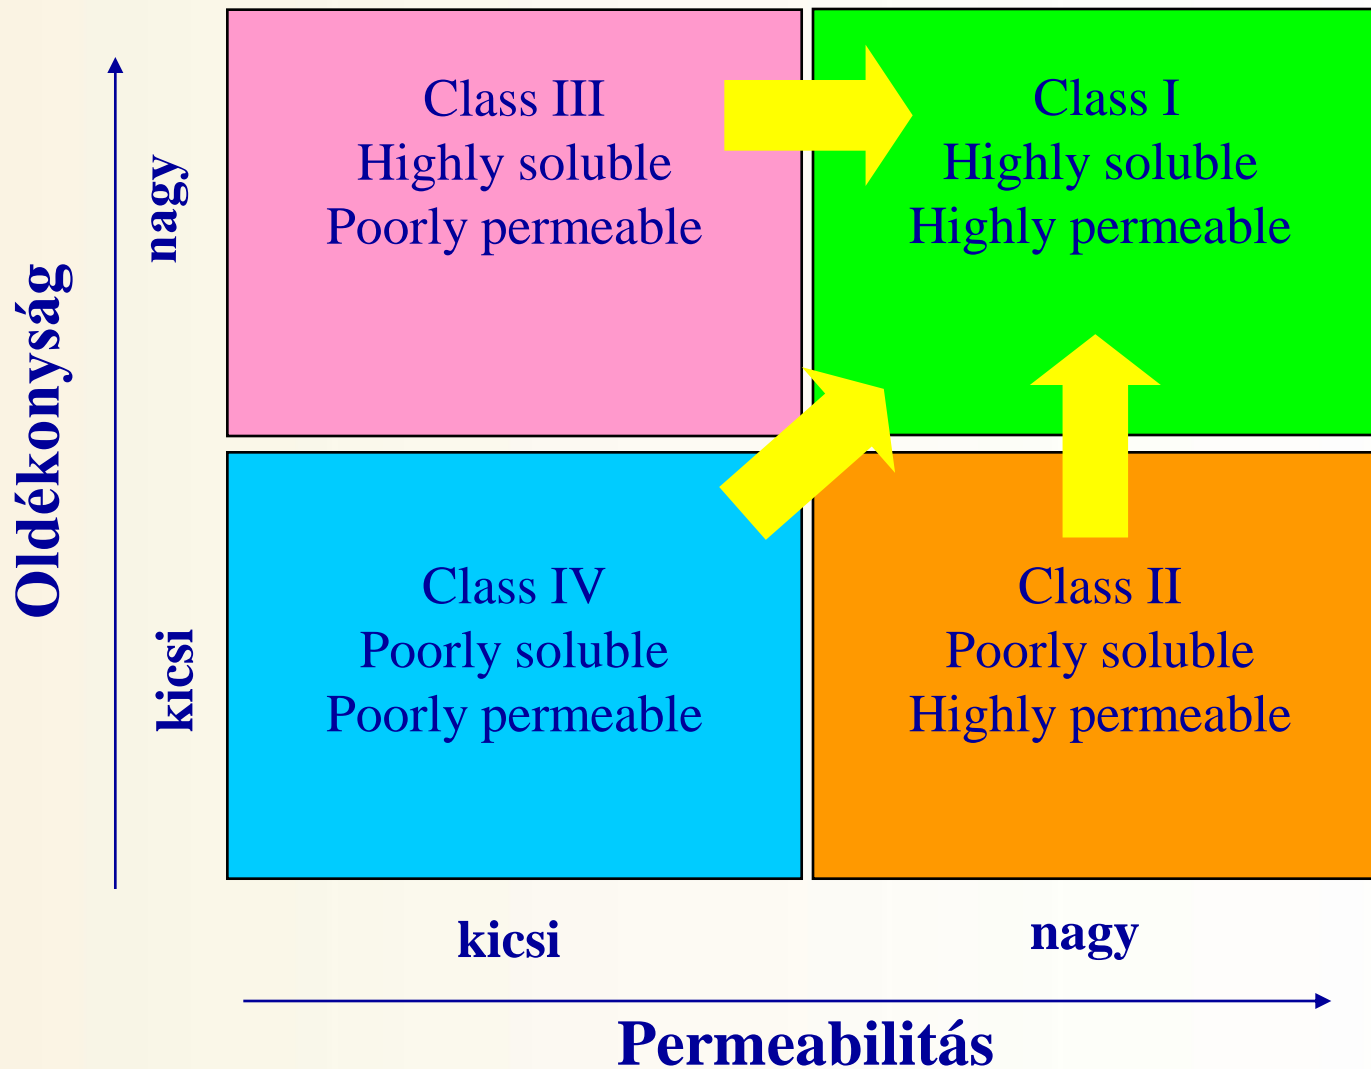 Oldékonyság
nagy
kicsi
Class III
Highly soluble
Poorly permeable
Class I
Highly soluble
Highly permeable
Class IV
Poorly soluble
Poorly permeable
Class II
Poorly soluble
Highly permeable
kicsi
nagy
Permeabilitás